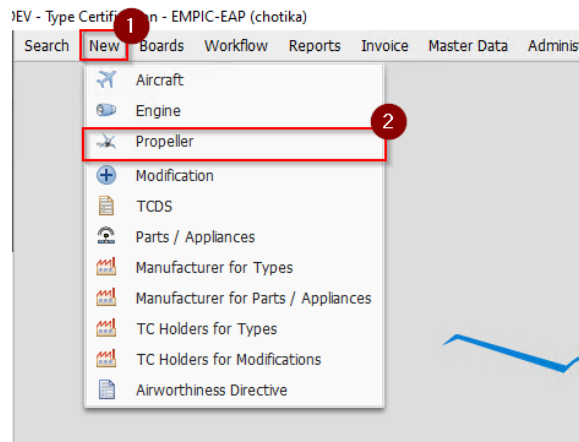 DEV - Type Certification - EMPIC-EAP (chotika)
1
Search New Boards Workflow Reports Invoice Master Data Adminis
Aircraft
Engine
2
Propeller
Modification
TCDS
Parts / Appliances
Manufacturer for Types
Manufacturer for Parts / Appliances
TC Holders for Types
TC Holders for Modifications
Airworthiness Directive